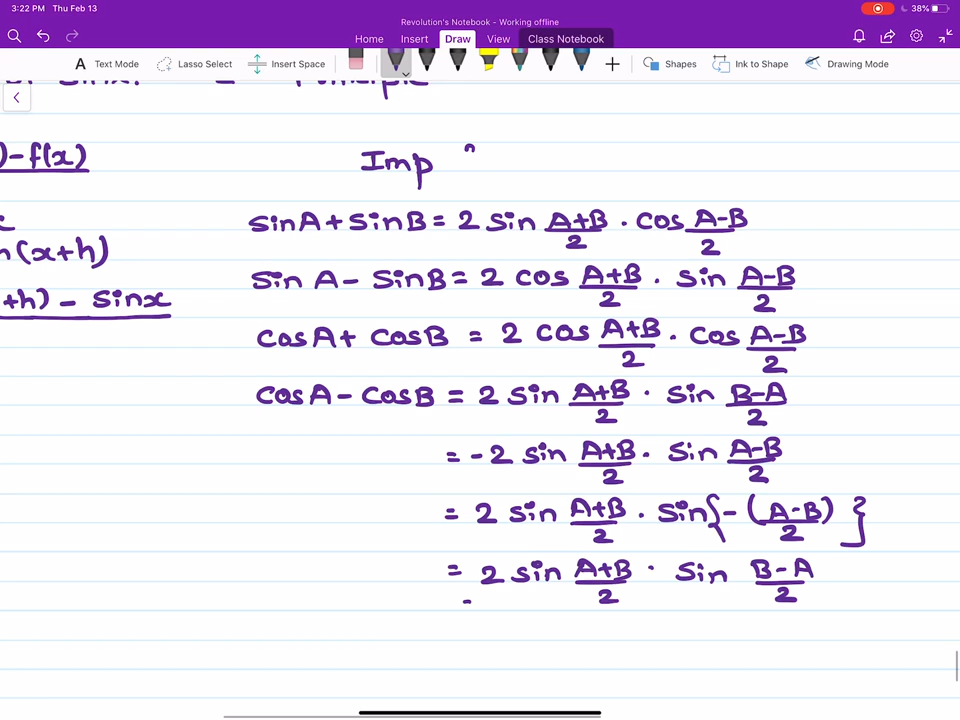 3:22 PM Thu Feb 13
38%
Revolution's Notebook - Working offline
Home Insert Draw View Class Notebook
Text Mode Lasso Select Insert Space Shapes Ink to Shape Drawing Mode
)-f(x)
Imp
sinA+sinB = 2 sin A+B/2 · cos A-B/2
(x+h)
sin A - sinB = 2 cos A+B/2 · sin A-B/2
+h) - sinx
cosA + cosB = 2 cos A+B/2 · cos A-B/2
cosA - cosB = 2 sin A+B/2 · sin B-A/2
= -2 sin A+B/2 · sin A-B/2
= 2 sin A+B/2 · sin{-(A-B/2)}
= 2 sin A+B/2 · sin B-A/2